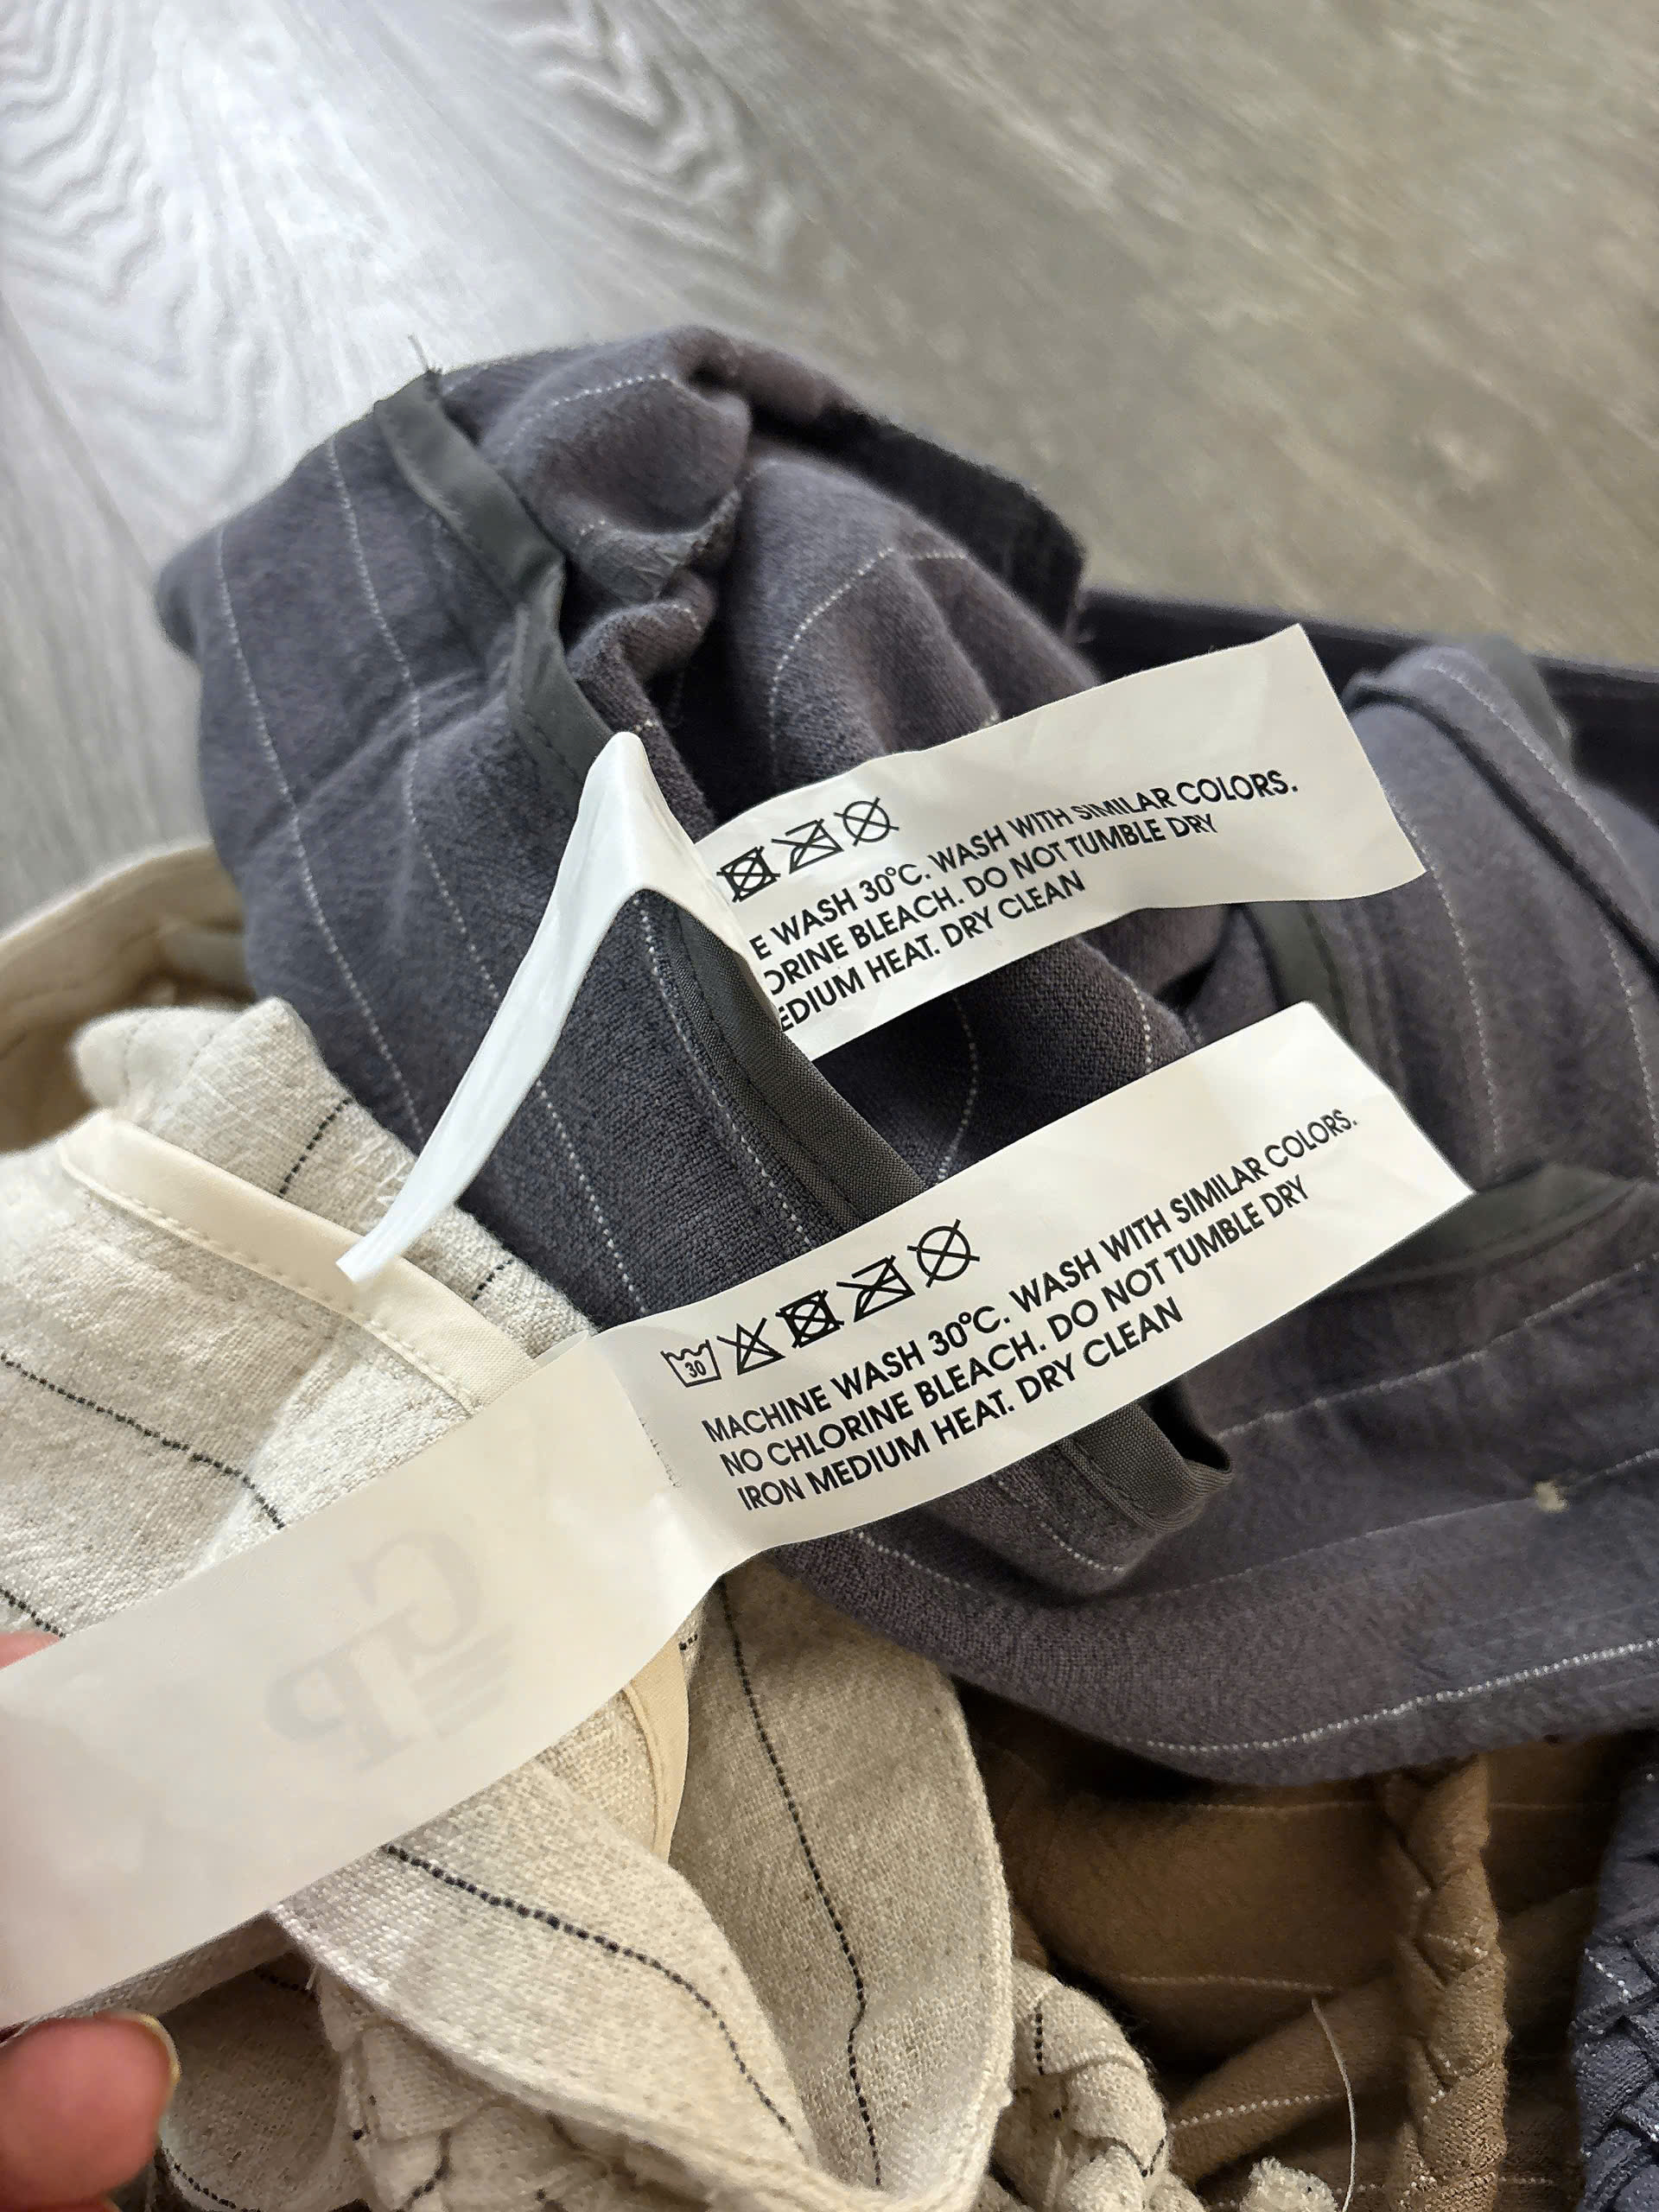 E WASH 30°C. WASH WITH SIMILAR COLORS.
ORINE BLEACH. DO NOT TUMBLE DRY
EDIUM HEAT. DRY CLEAN
30
MACHINE WASH 30°C. WASH WITH SIMILAR COLORS.
NO CHLORINE BLEACH. DO NOT TUMBLE DRY
IRON MEDIUM HEAT. DRY CLEAN